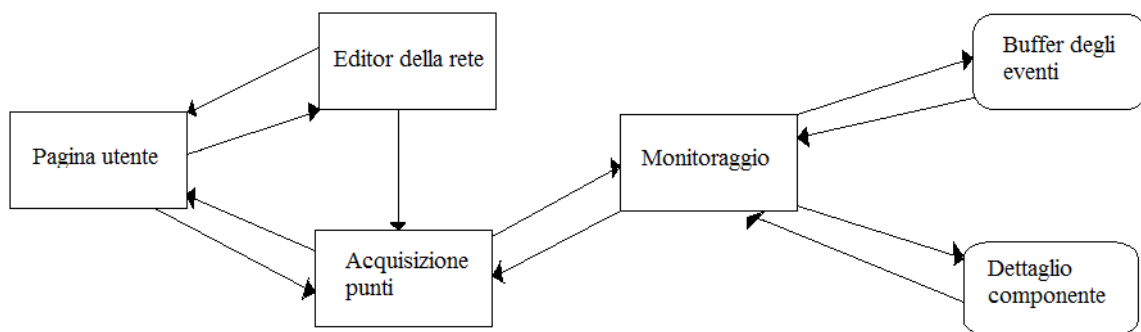 Editor della rete
Buffer degli
eventi
Pagina utente
Monitoraggio
Acquisizione
punti
Dettaglio
componente